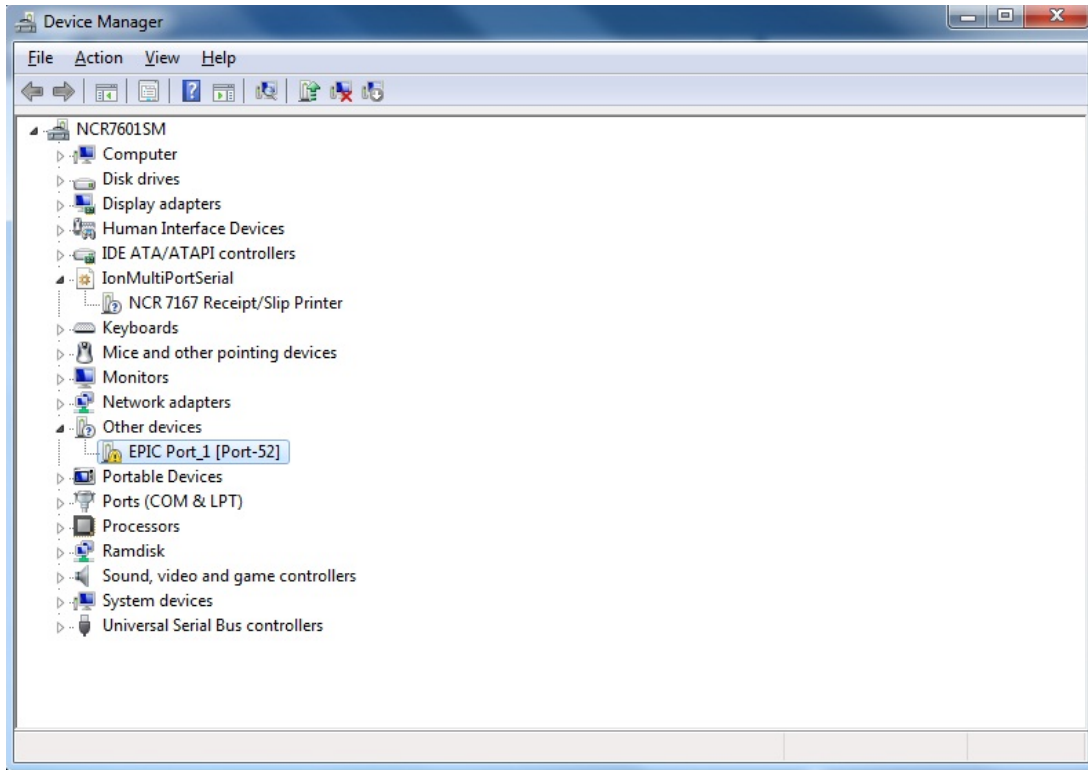 Device Manager
File Action View Help
NCR7601SM
Computer
Disk drives
Display adapters
Human Interface Devices
IDE ATA/ATAPI controllers
IonMultiPortSerial
NCR 7167 Receipt/Slip Printer
Keyboards
Mice and other pointing devices
Monitors
Network adapters
Other devices
EPIC Port_1 [Port-52]
Portable Devices
Ports (COM & LPT)
Processors
Ramdisk
Sound, video and game controllers
System devices
Universal Serial Bus controllers